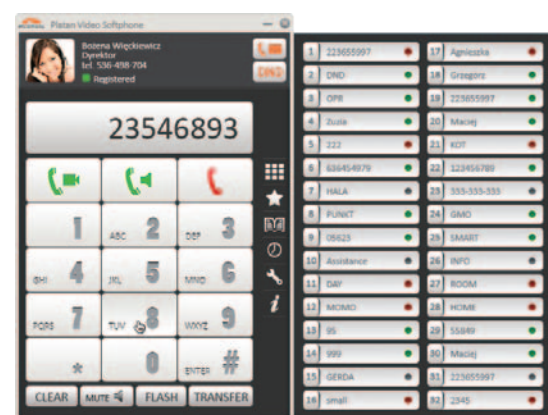 Platan Video Softphone
Bożena Więckiewicz
Dyrektor
tel. 536-498-704
Registered
DND
23546893
1
ABC 2
DEF 3
GHI 4
JKL 5
MNO 6
PQRS 7
TUV 8
WXYZ 9
*
0
ENTER #
CLEAR
MUTE
FLASH
TRANSFER
1 223655997
2 DND
3 OPR
4 Zuzia
5 222
6 636454979
7 HALA
8 PUNKT
9 05623
10 Assistance
11 DAY
12 MOMO
13 95
14 999
15 GERDA
16 small
17 Agnieszka
18 Grzegorz
19 223655997
20 Maciej
21 KOT
22 123456789
23 333-333-333
24 GMO
25 SMART
26 INFO
27 ROOM
28 HOME
29 55849
30 Maciej
31 223655997
32 2345